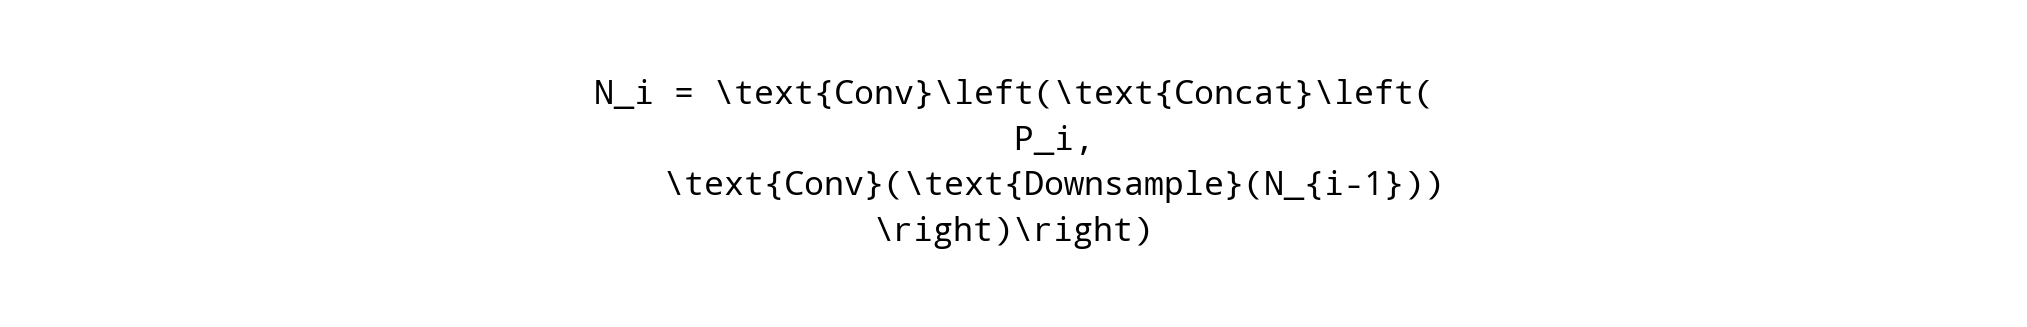 N_i = \text{Conv}\left(\text{Concat}\left(
P_i,
\text{Conv}(\text{Downsample}(N_{i-1}))
\right)\right)